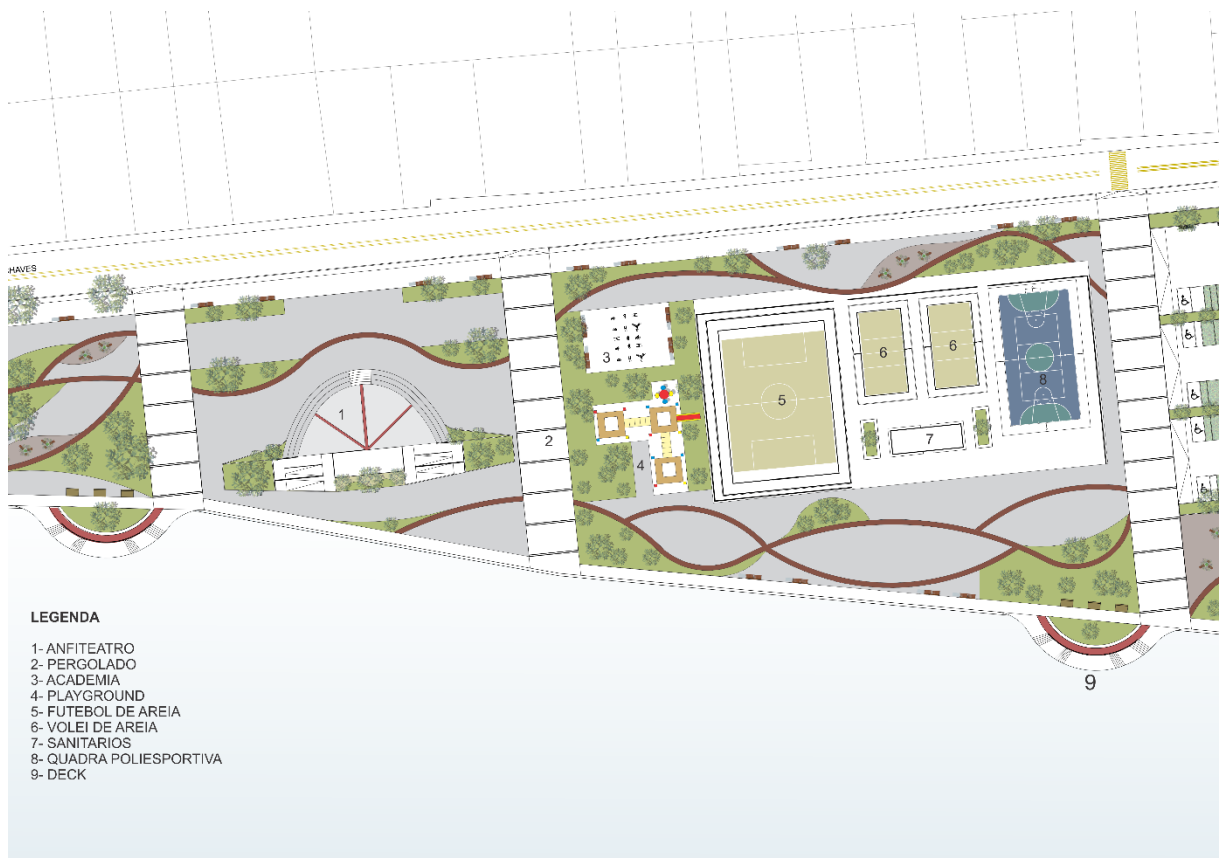 HAVES
1
2
3
4
5
6
6
7
8
9
LEGENDA
1- ANFITEATRO
2- PERGOLADO
3- ACADEMIA
4- PLAYGROUND
5- FUTEBOL DE AREIA
6- VOLEI DE AREIA
7- SANITARIOS
8- QUADRA POLIESPORTIVA
9- DECK